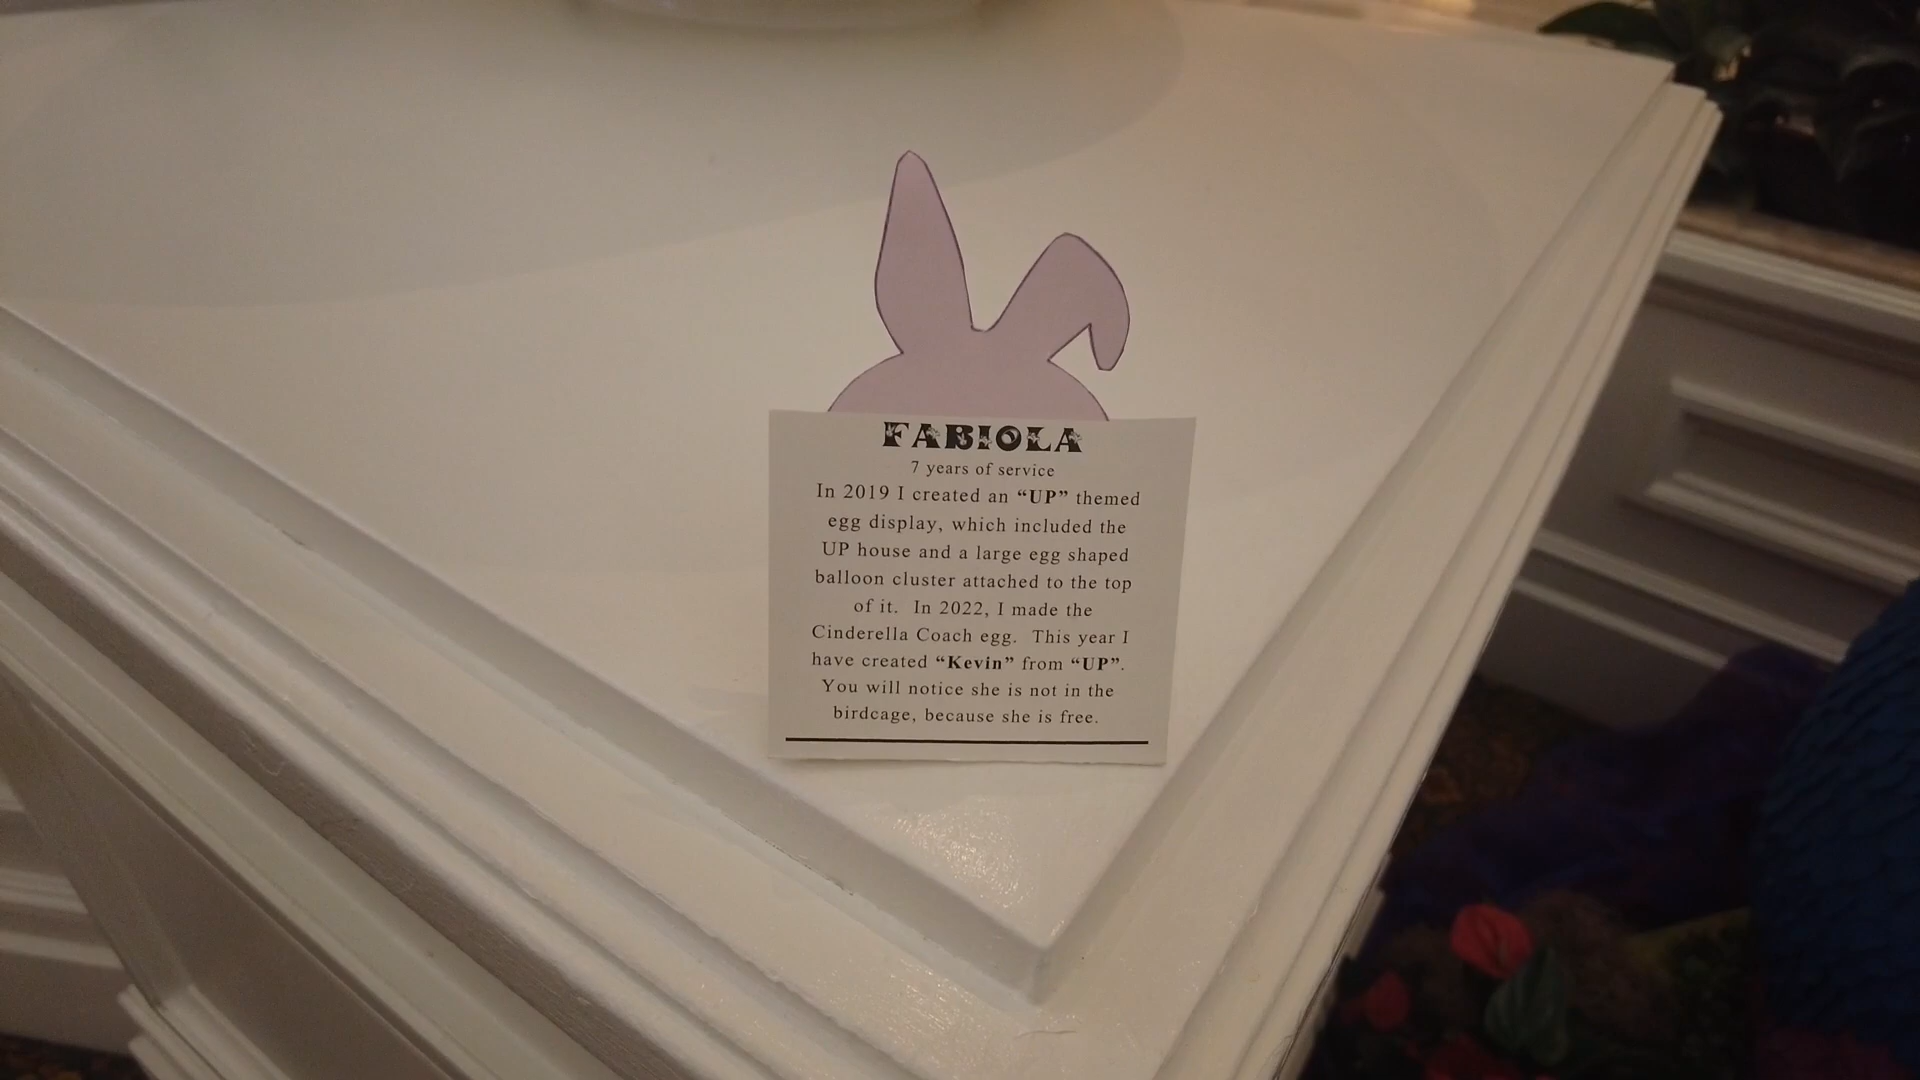 FABIOLA
7 years of service
In 2019 I created an “UP” themed
egg display, which included the
UP house and a large egg shaped
balloon cluster attached to the top
of it.  In 2022, I made the
Cinderella Coach egg.  This year I
have created “Kevin” from “UP”.
You will notice she is not in the
birdcage, because she is free.